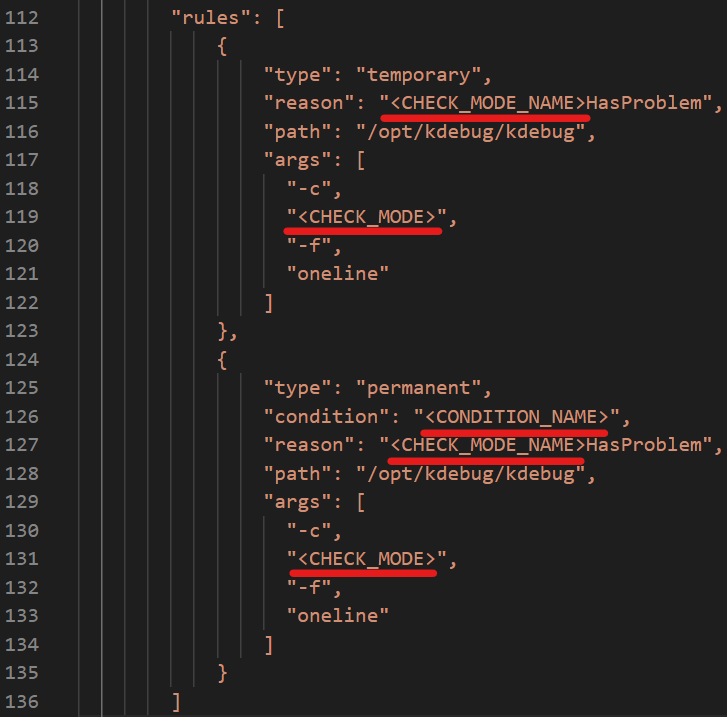 112 "rules": [
113 {
114 "type": "temporary",
115 "reason": "<CHECK_MODE_NAME>HasProblem",
116 "path": "/opt/kdebug/kdebug",
117 "args": [
118 "-c",
119 "<CHECK_MODE>",
120 "-f",
121 "oneline"
122 ]
123 },
124 {
125 "type": "permanent",
126 "condition": "<CONDITION_NAME>",
127 "reason": "<CHECK_MODE_NAME>HasProblem",
128 "path": "/opt/kdebug/kdebug",
129 "args": [
130 "-c",
131 "<CHECK_MODE>",
132 "-f",
133 "oneline"
134 ]
135 }
136 ]